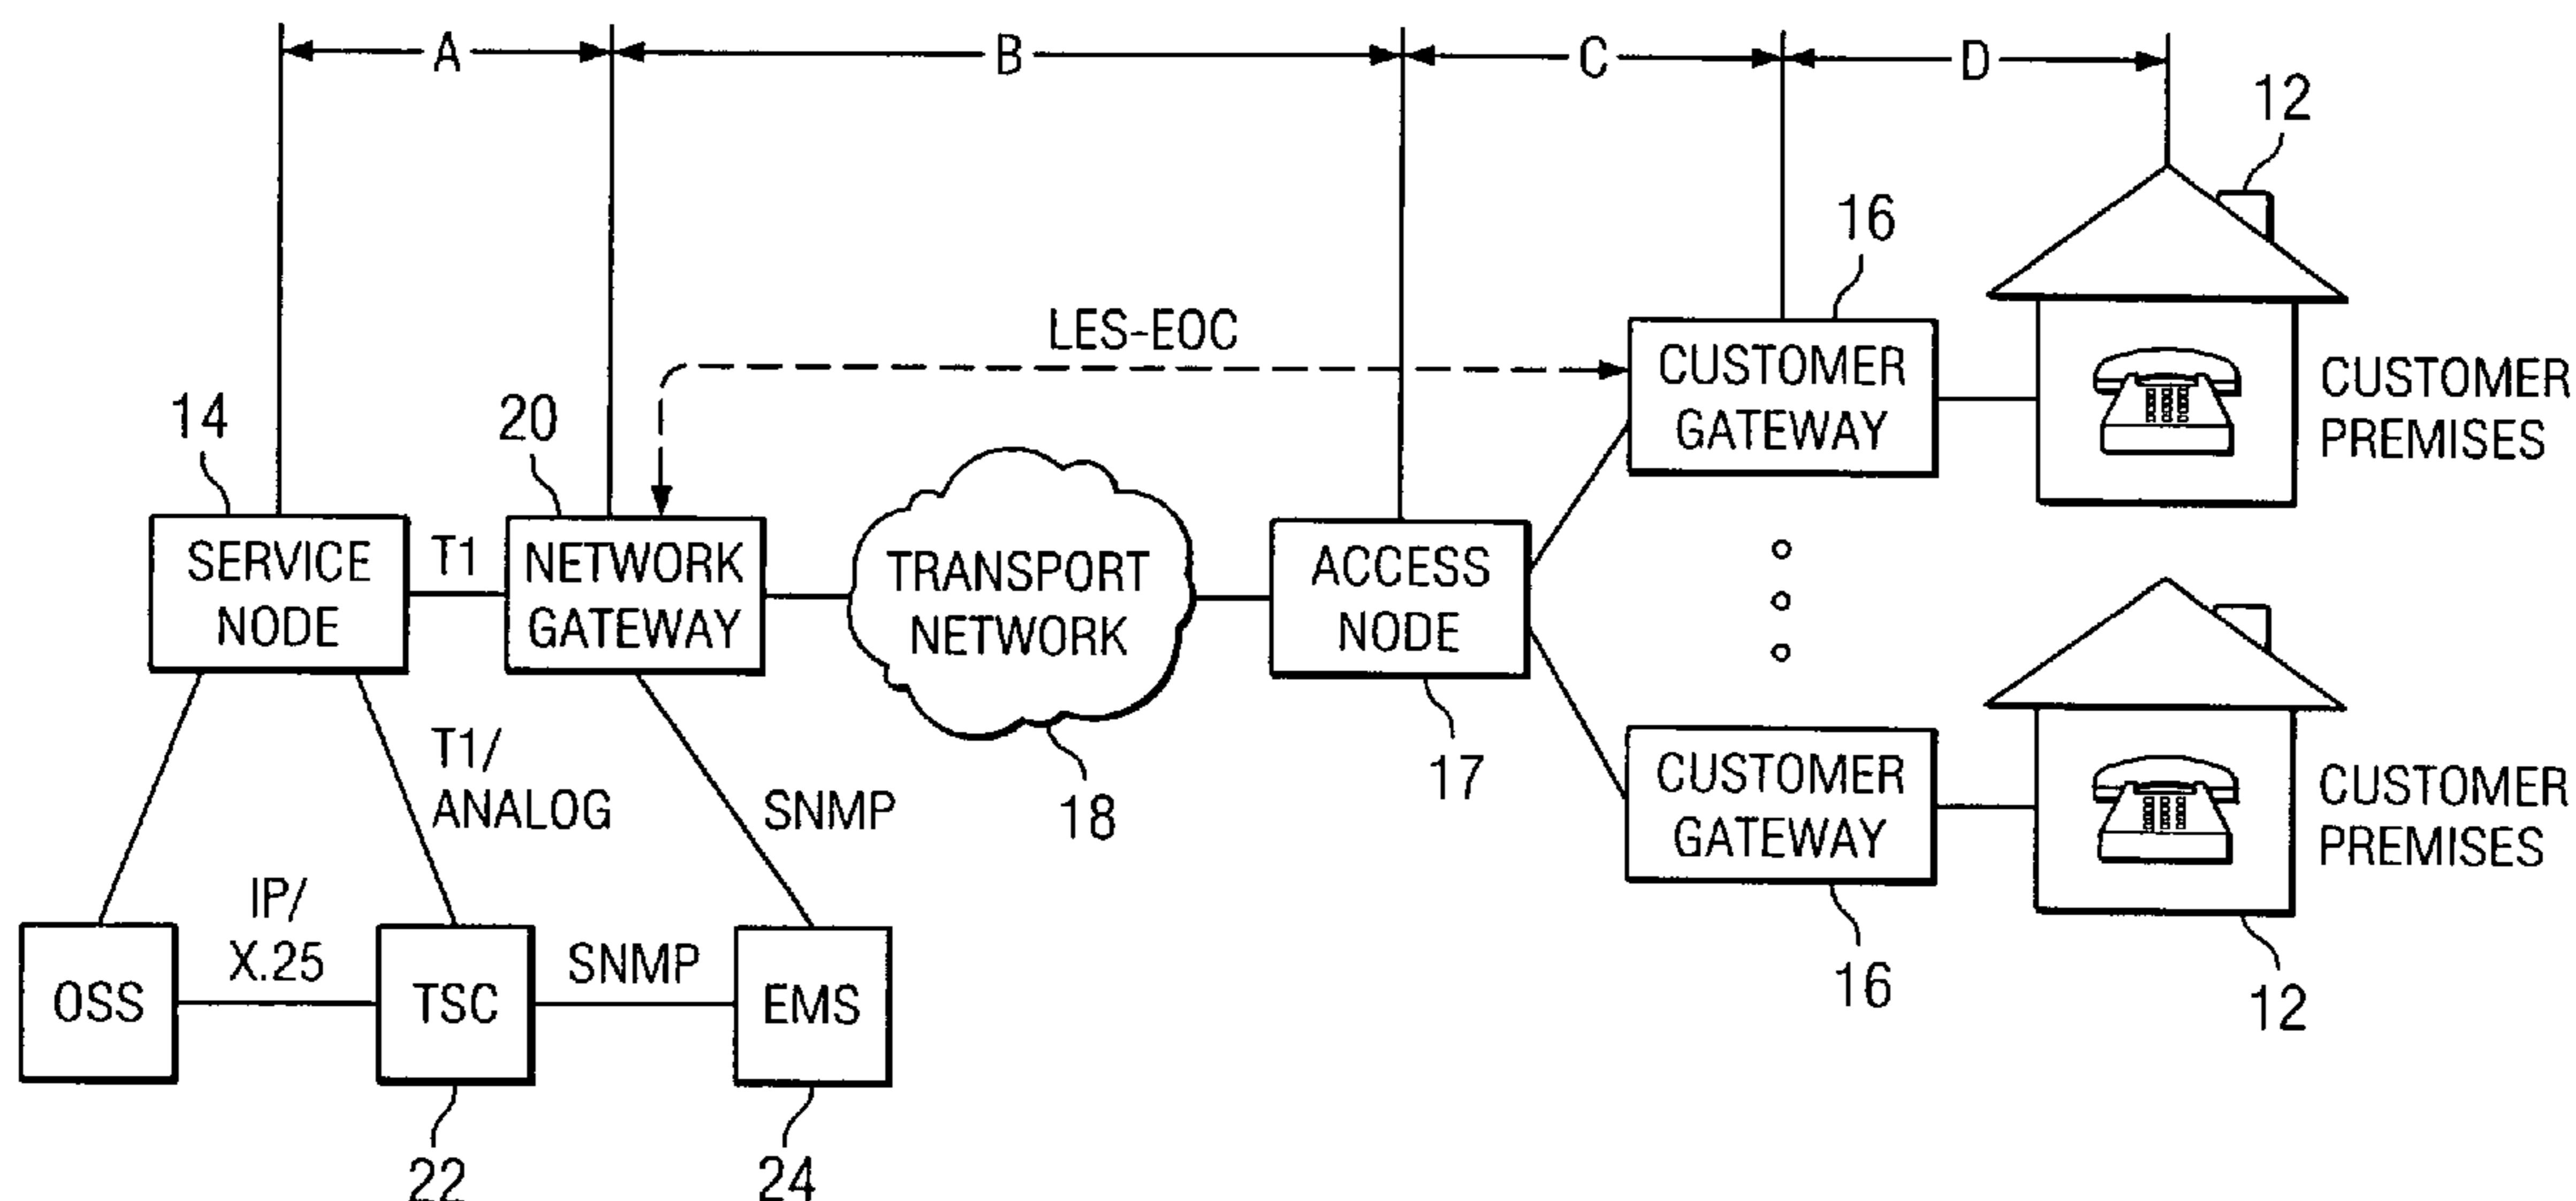 A
B
C
D
12
16
LES-EOC
CUSTOMER
GATEWAY
CUSTOMER
PREMISES
14
20
SERVICE
NODE
T1
NETWORK
GATEWAY
TRANSPORT
NETWORK
ACCESS
NODE
T1/
ANALOG
SNMP
18
17
CUSTOMER
GATEWAY
CUSTOMER
PREMISES
IP/
X.25
SNMP
OSS
TSC
EMS
16
12
22
24